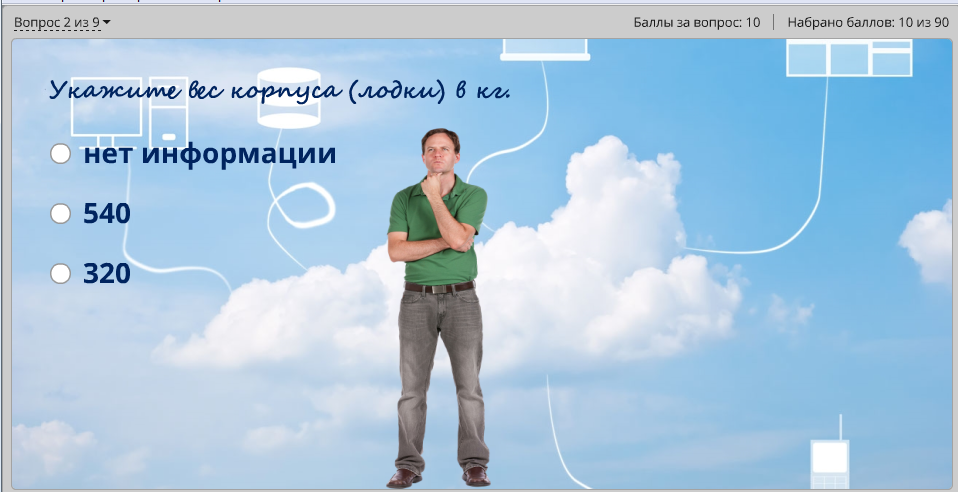 Вопрос 2 из 9
Баллы за вопрос: 10
Набрано баллов: 10 из 90
Укажите вес корпуса (лодки) в кг.
нет информации
540
320